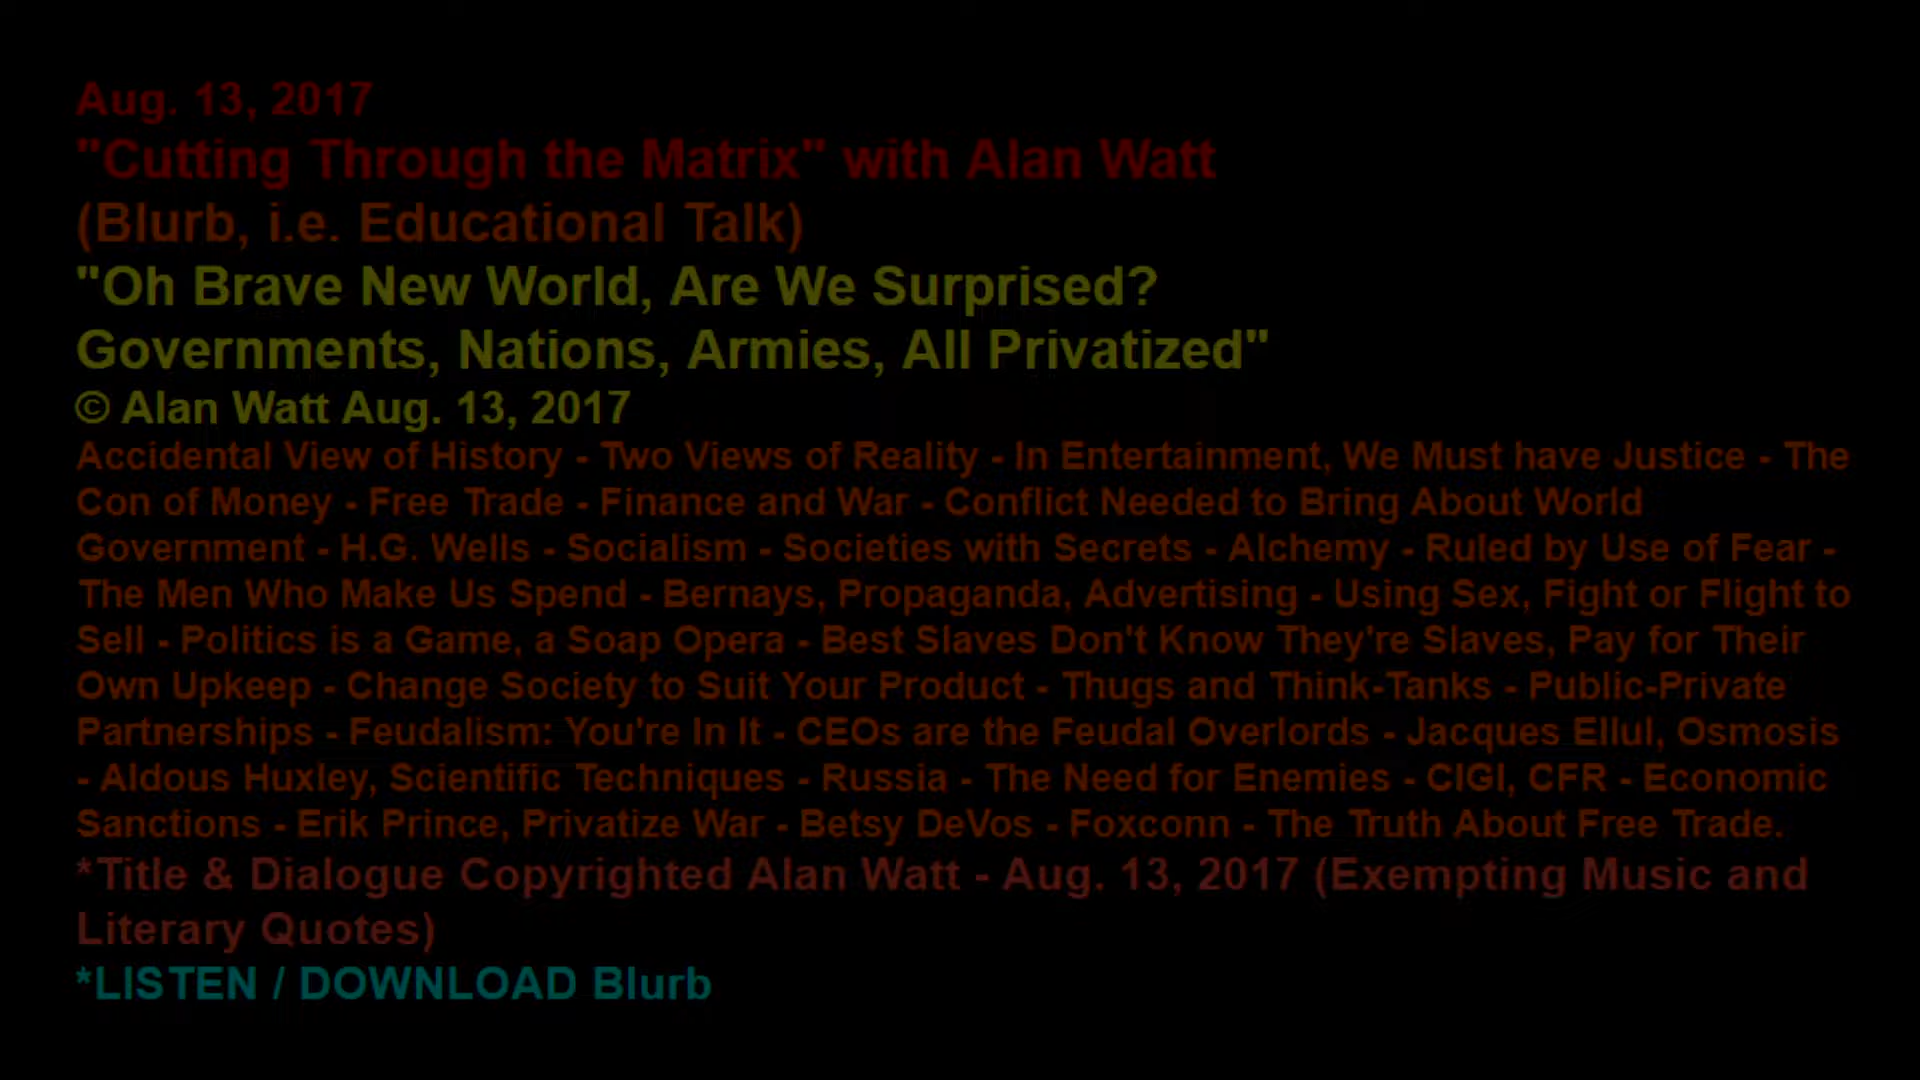 Aug. 13, 2017
"Cutting Through the Matrix" with Alan Watt
(Blurb, i.e. Educational Talk)
"Oh Brave New World, Are We Surprised?
Governments, Nations, Armies, All Privatized"
© Alan Watt Aug. 13, 2017
Accidental View of History - Two Views of Reality - In Entertainment, We Must have Justice - The
Con of Money - Free Trade - Finance and War - Conflict Needed to Bring About World
Government - H.G. Wells - Socialism - Societies with Secrets - Alchemy - Ruled by Use of Fear -
The Men Who Make Us Spend - Bernays, Propaganda, Advertising - Using Sex, Fight or Flight to
Sell - Politics is a Game, a Soap Opera - Best Slaves Don't Know They're Slaves, Pay for Their
Own Upkeep - Change Society to Suit Your Product - Thugs and Think-Tanks - Public-Private
Partnerships - Feudalism: You're In It - CEOs are the Feudal Overlords - Jacques Ellul, Osmosis
- Aldous Huxley, Scientific Techniques - Russia - The Need for Enemies - CIGI, CFR - Economic
Sanctions - Erik Prince, Privatize War - Betsy DeVos - Foxconn - The Truth About Free Trade.
*Title & Dialogue Copyrighted Alan Watt - Aug. 13, 2017 (Exempting Music and
Literary Quotes)
*LISTEN / DOWNLOAD Blurb